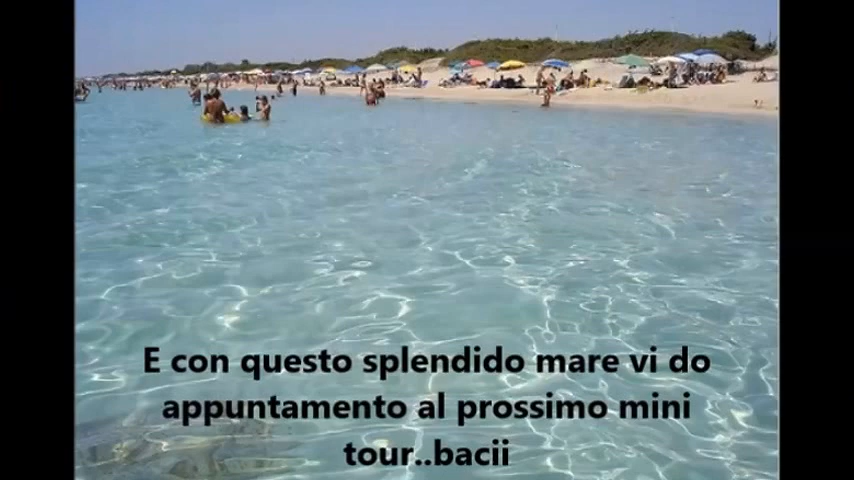 E con questo splendido mare vi do
appuntamento al prossimo mini
tour..bacii